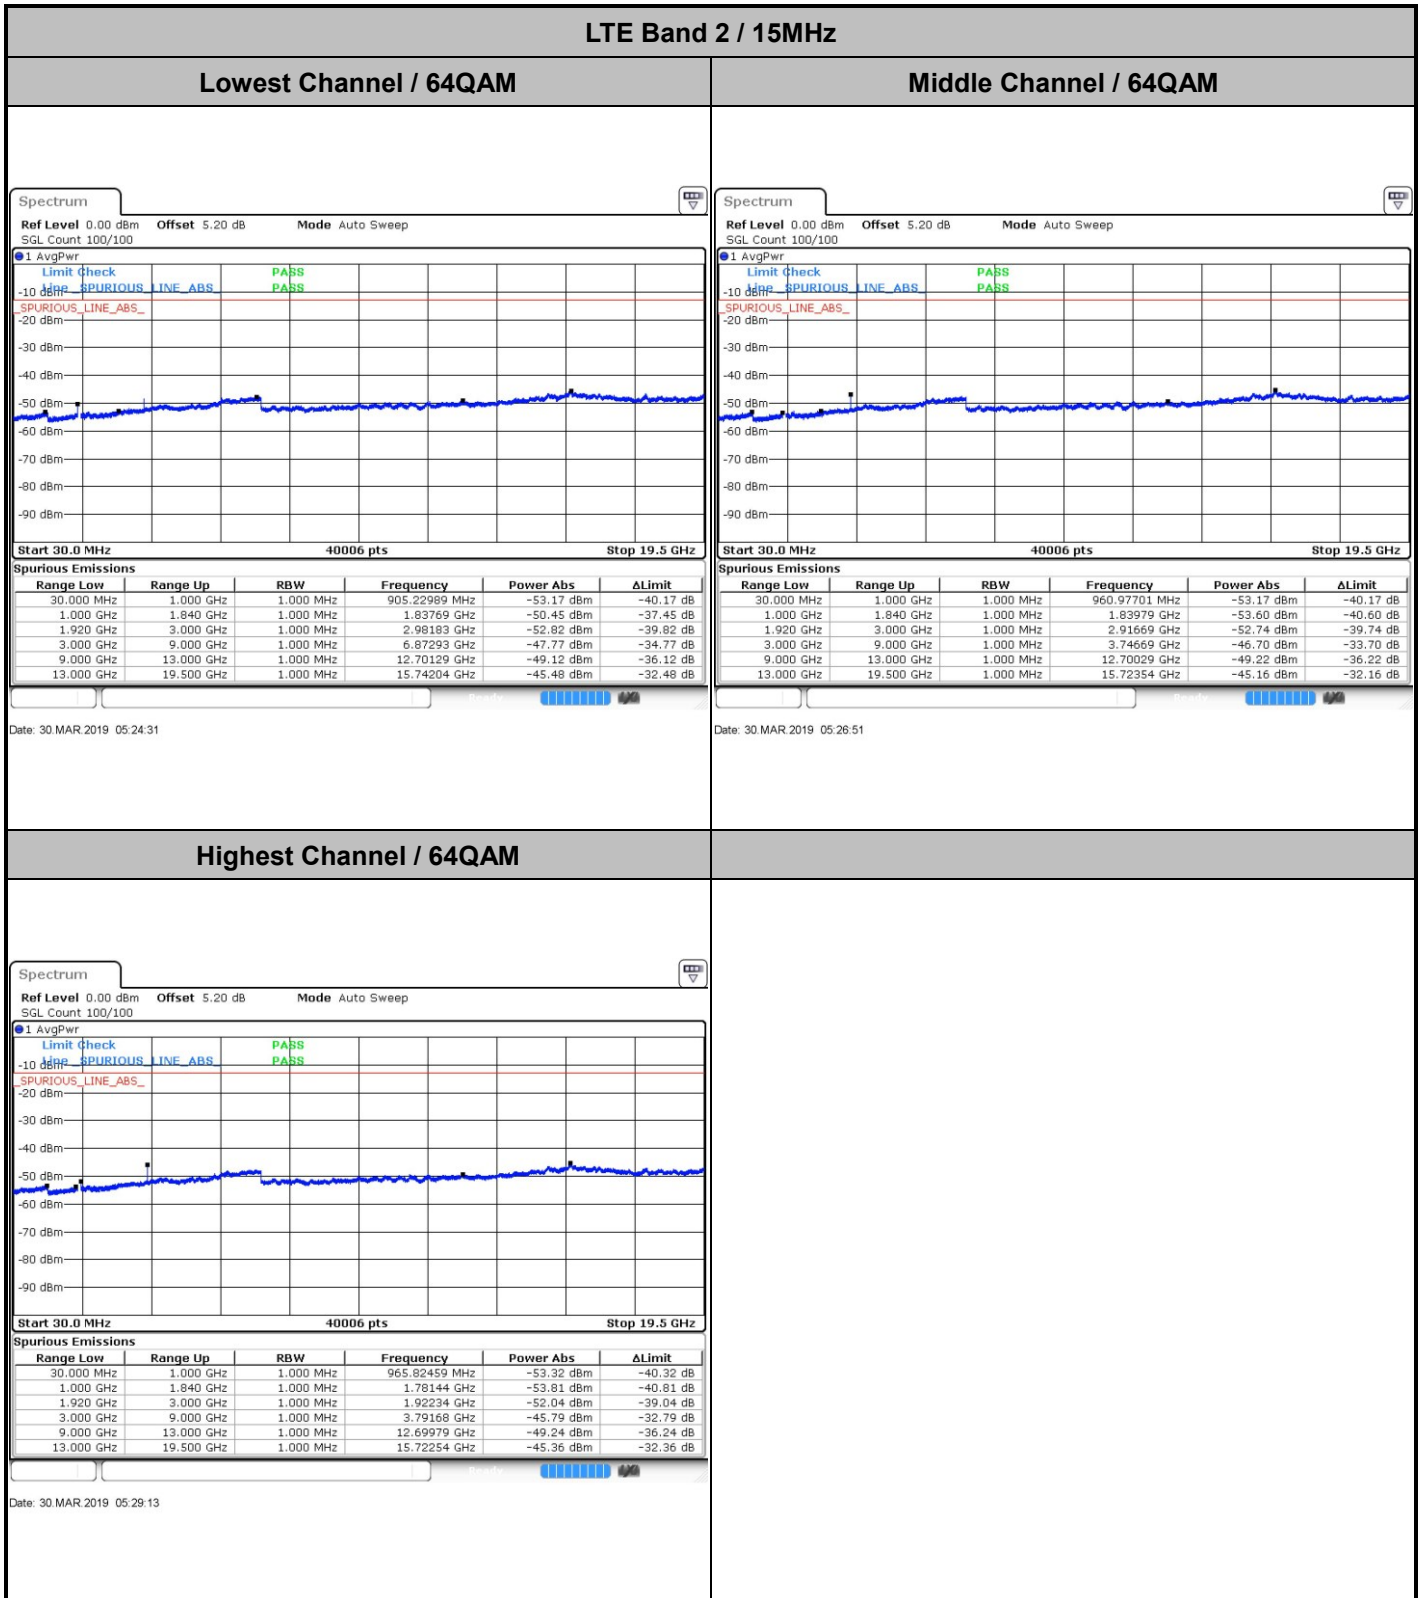 LTE Band 2 / 15MHz
Lowest Channel / 64QAM
Middle Channel / 64QAM
Spectrum
Ref Level 0.00 dBm Offset 5.20 dB Mode Auto Sweep
SGL Count 100/100
1 AvgPwr
Limit Check PASS
Line _SPURIOUS_LINE_ABS_ PASS
-10 dBm
_SPURIOUS_LINE_ABS_
-20 dBm
-30 dBm
-40 dBm
-50 dBm
-60 dBm
-70 dBm
-80 dBm
-90 dBm
Start 30.0 MHz 40006 pts Stop 19.5 GHz
Spurious Emissions
Range Low Range Up RBW Frequency Power Abs ΔLimit
30.000 MHz 1.000 GHz 1.000 MHz 905.22989 MHz -53.17 dBm -40.17 dB
1.000 GHz 1.840 GHz 1.000 MHz 1.83769 GHz -50.45 dBm -37.45 dB
1.920 GHz 3.000 GHz 1.000 MHz 2.98183 GHz -52.82 dBm -39.82 dB
3.000 GHz 9.000 GHz 1.000 MHz 6.87293 GHz -47.77 dBm -34.77 dB
9.000 GHz 13.000 GHz 1.000 MHz 12.70129 GHz -49.12 dBm -36.12 dB
13.000 GHz 19.500 GHz 1.000 MHz 15.74204 GHz -45.48 dBm -32.48 dB
Date: 30.MAR.2019 05:24:31
Spectrum
Ref Level 0.00 dBm Offset 5.20 dB Mode Auto Sweep
SGL Count 100/100
1 AvgPwr
Limit Check PASS
Line _SPURIOUS_LINE_ABS_ PASS
-10 dBm
_SPURIOUS_LINE_ABS_
-20 dBm
-30 dBm
-40 dBm
-50 dBm
-60 dBm
-70 dBm
-80 dBm
-90 dBm
Start 30.0 MHz 40006 pts Stop 19.5 GHz
Spurious Emissions
Range Low Range Up RBW Frequency Power Abs ΔLimit
30.000 MHz 1.000 GHz 1.000 MHz 960.97701 MHz -53.17 dBm -40.17 dB
1.000 GHz 1.840 GHz 1.000 MHz 1.83979 GHz -53.60 dBm -40.60 dB
1.920 GHz 3.000 GHz 1.000 MHz 2.91669 GHz -52.74 dBm -39.74 dB
3.000 GHz 9.000 GHz 1.000 MHz 3.74669 GHz -46.70 dBm -33.70 dB
9.000 GHz 13.000 GHz 1.000 MHz 12.70029 GHz -49.22 dBm -36.22 dB
13.000 GHz 19.500 GHz 1.000 MHz 15.72354 GHz -45.16 dBm -32.16 dB
Date: 30.MAR.2019 05:26:51
Highest Channel / 64QAM
Spectrum
Ref Level 0.00 dBm Offset 5.20 dB Mode Auto Sweep
SGL Count 100/100
1 AvgPwr
Limit Check PASS
Line _SPURIOUS_LINE_ABS_ PASS
-10 dBm
_SPURIOUS_LINE_ABS_
-20 dBm
-30 dBm
-40 dBm
-50 dBm
-60 dBm
-70 dBm
-80 dBm
-90 dBm
Start 30.0 MHz 40006 pts Stop 19.5 GHz
Spurious Emissions
Range Low Range Up RBW Frequency Power Abs ΔLimit
30.000 MHz 1.000 GHz 1.000 MHz 965.82459 MHz -53.32 dBm -40.32 dB
1.000 GHz 1.840 GHz 1.000 MHz 1.78144 GHz -53.81 dBm -40.81 dB
1.920 GHz 3.000 GHz 1.000 MHz 1.92234 GHz -52.04 dBm -39.04 dB
3.000 GHz 9.000 GHz 1.000 MHz 3.79168 GHz -45.79 dBm -32.79 dB
9.000 GHz 13.000 GHz 1.000 MHz 12.69979 GHz -49.24 dBm -36.24 dB
13.000 GHz 19.500 GHz 1.000 MHz 15.72254 GHz -45.36 dBm -32.36 dB
Date: 30.MAR.2019 05:29:13